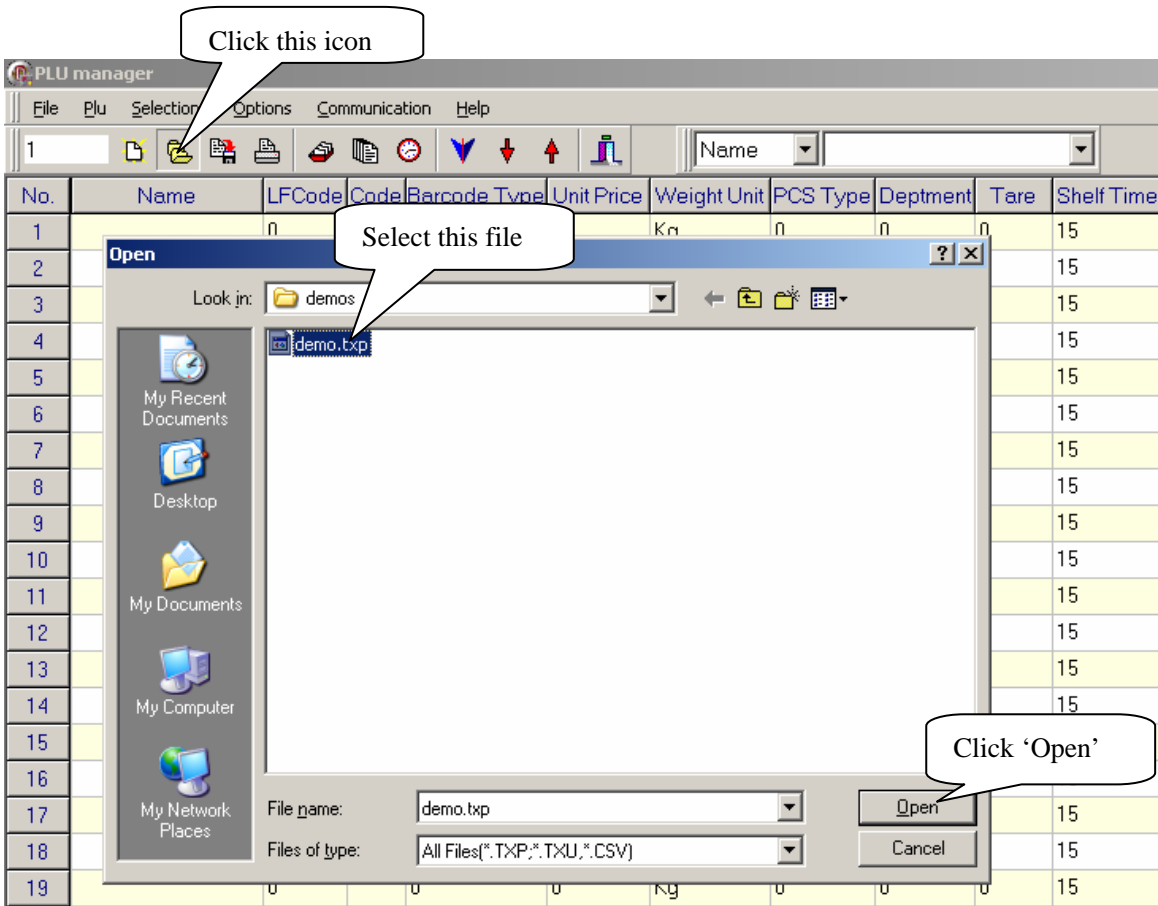 Click this icon
PLU manager
File Plu Selection Options Communication Help
1 Name
No. Name LFCode Code Barcode Type Unit Price Weight Unit PCS Type Deptment Tare Shelf Time
1 0 Kg 0 0 0 15
Select this file
Open
2 15
Look in: demos
3 15
4 demo.txp 15
5 15
My Recent
Documents
6 15
7 15
8 15
Desktop
9 15
10 15
11 15
My Documents
12 15
13 15
14 My Computer 15
15 Click ‘Open’
16
17 My Network
Places
File name: demo.txp Open 15
18 Files of type: All Files(*.TXP;*.TXU,*.CSV) Cancel 15
19 0 0 0 Kg 0 0 0 15